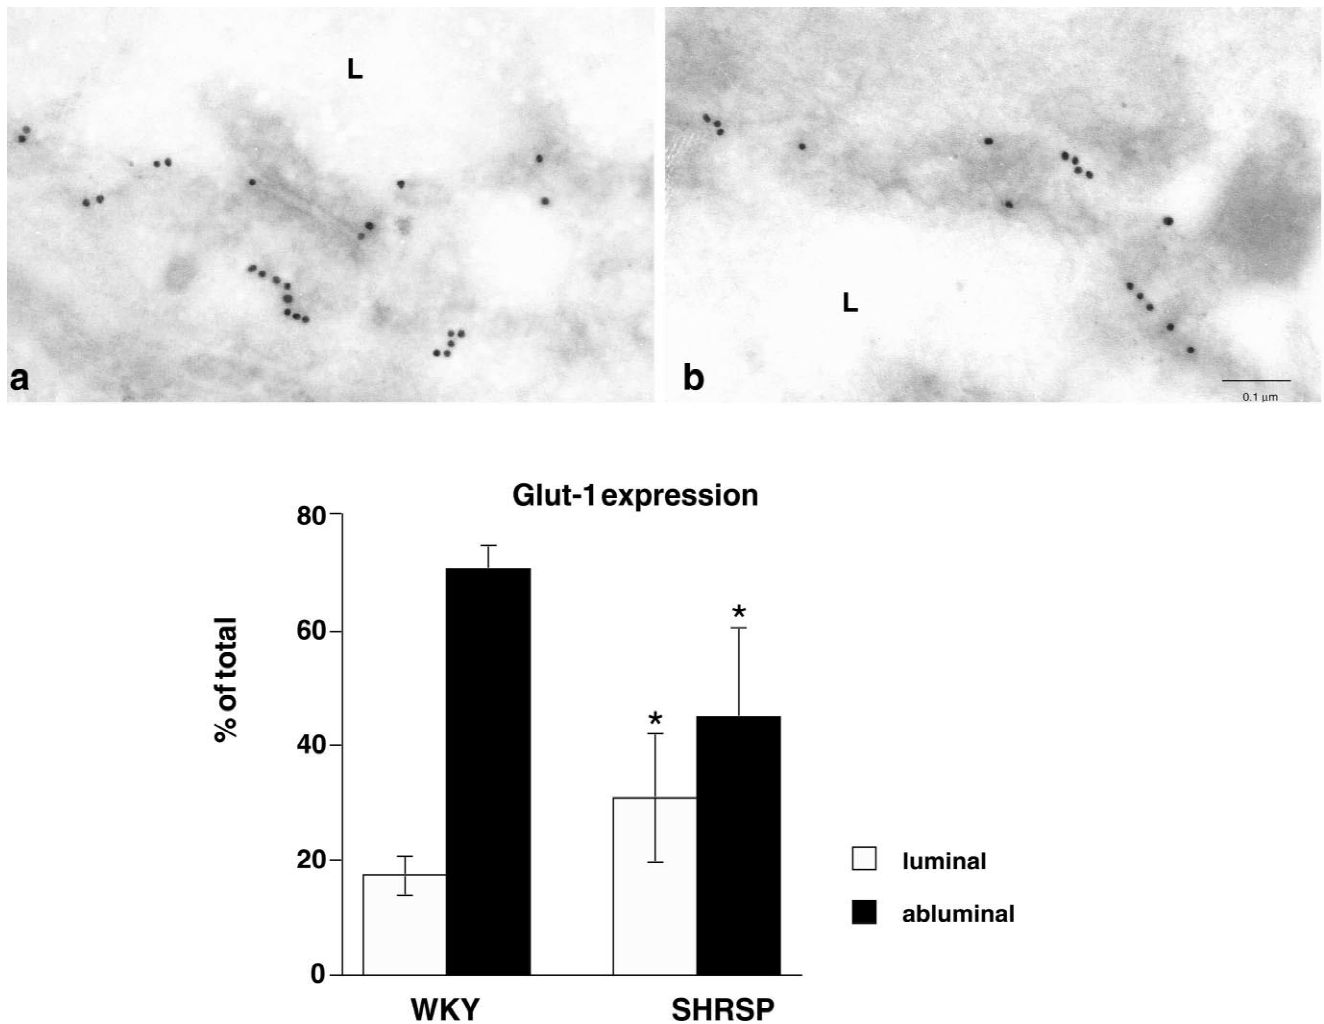 L
a
L
b
0.1 μm
Glut-1 expression
80
60
40
20
0
% of total
*
*
WKY
SHRSP
luminal
abluminal